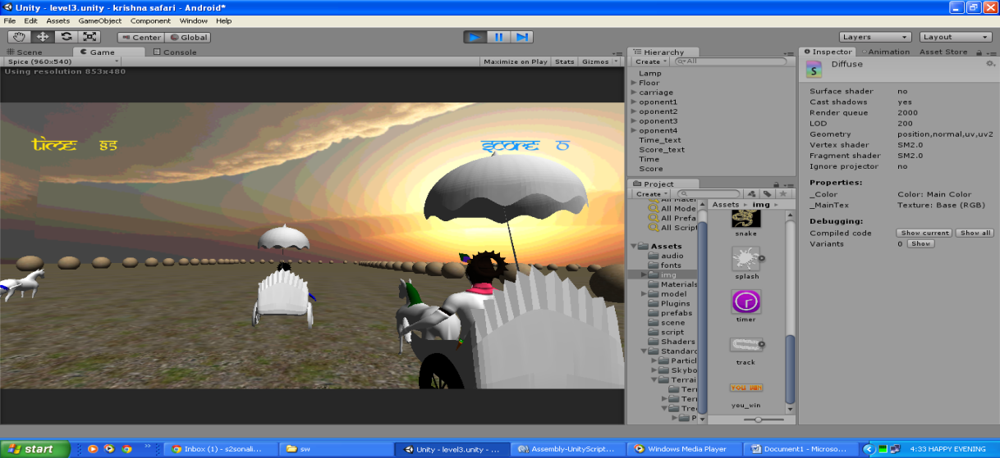 Unity - level3.unity - krishna safari - Android*
File Edit Assets GameObject Component Window Help
Center Global Layers Layout
Scene Game Console Hierarchy Inspector Animation Asset Store
Spice (960x540) Maximize on Play Stats Gizmos Create All
Using resolution 853x480
Diffuse
Lamp
Floor
carriage
oponent1
oponent2
oponent3
oponent4
Time_text
Score_text
Time
Score
Surface shader no
Cast shadows yes
Render queue 2000
LOD 200
Geometry position,normal,uv,uv2
Vertex shader SM2.0
Fragment shader SM2.0
Ignore projector no
Properties:
_Color Color: Main Color
_MainTex Texture: Base (RGB)
Debugging:
Compiled code Show current Show all
Variants 0 Show
time 85
score 0
Project
Create
All Mater
All Mode
All Prefa
All Script
Assets
audio
fonts
img
Materials
model
Plugins
prefabs
scene
script
Shaders
Standard
Particl
Skybo
Terrai
Terr
Terr
Tree
P
Assets img
snake
splash
timer
track
YOU WIN
you_win
start Inbox (1) - s2sonali... sw Unity - level3.unity - ... Assembly-UnityScript... Windows Media Player Document1 - Microso... 4:33 HAPPY EVENING